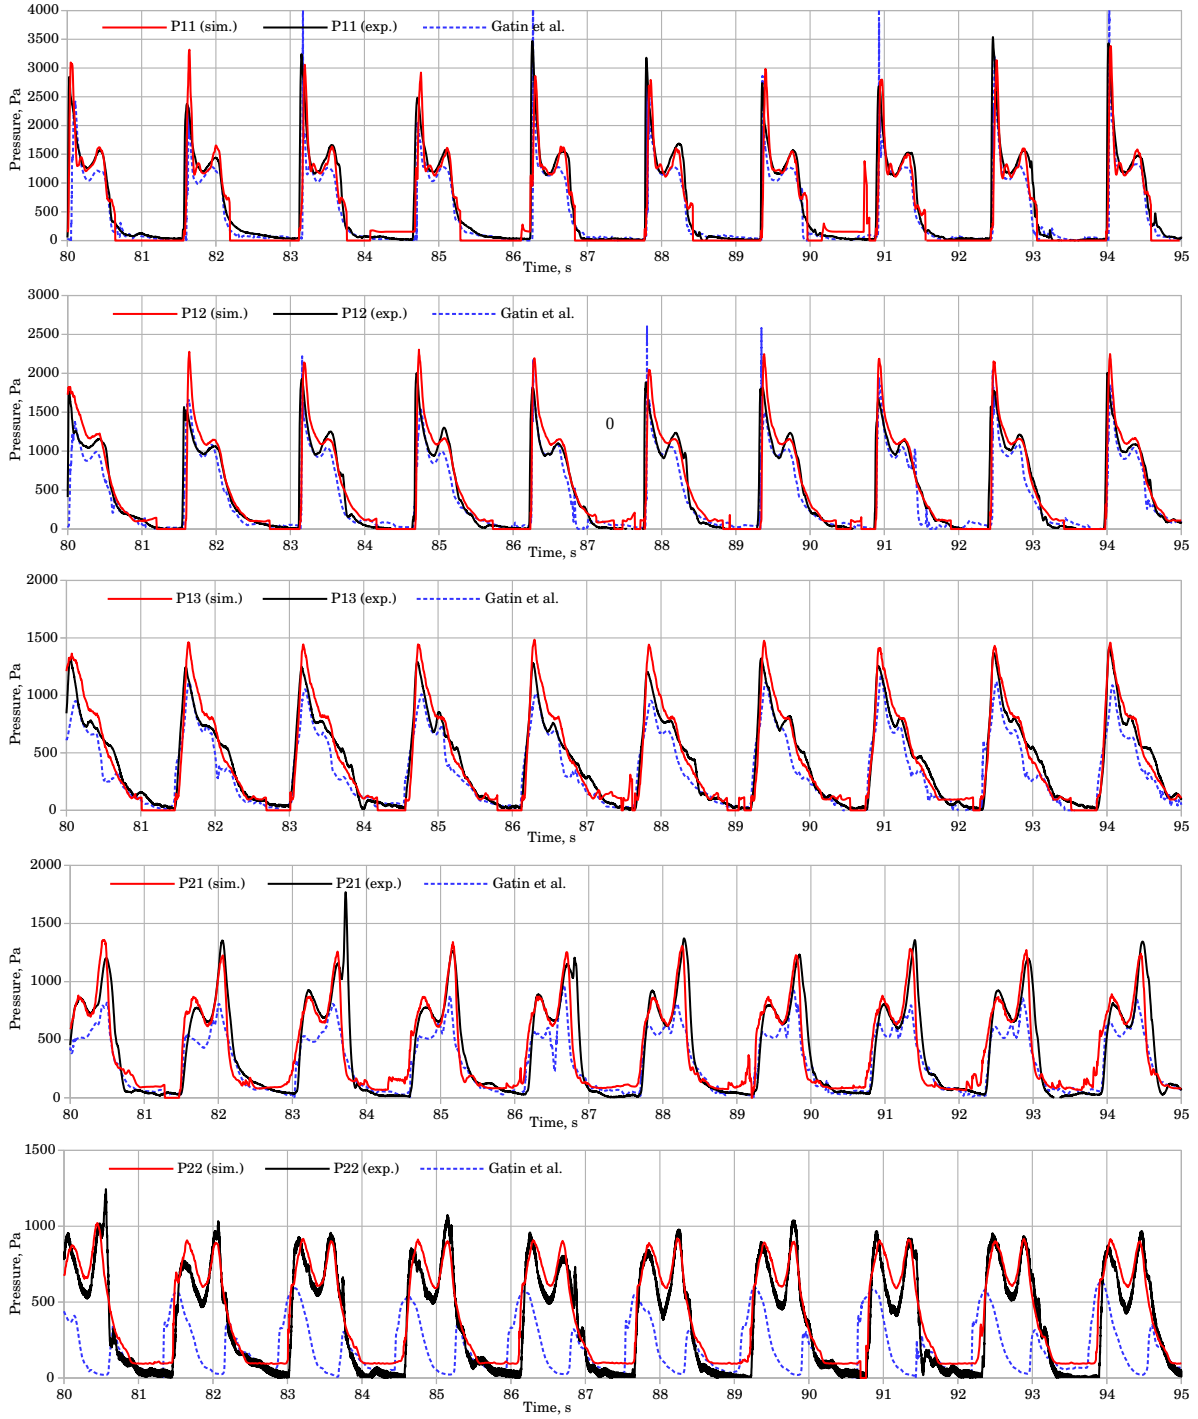 P11 (sim.) P11 (exp.) Gatin et al.
4000
3500
3000
2500
2000
1500
1000
500
0
Pressure, Pa
80 81 82 83 84 85 86 87 88 89 90 91 92 93 94 95
Time, s
P12 (sim.) P12 (exp.) Gatin et al.
3000
2500
2000
1500
1000
500
0
Pressure, Pa
0
80 81 82 83 84 85 86 87 88 89 90 91 92 93 94 95
Time, s
P13 (sim.) P13 (exp.) Gatin et al.
2000
1500
1000
500
0
Pressure, Pa
80 81 82 83 84 85 86 87 88 89 90 91 92 93 94 95
Time, s
P21 (sim.) P21 (exp.) Gatin et al.
2000
1500
1000
500
0
Pressure, Pa
80 81 82 83 84 85 86 87 88 89 90 91 92 93 94 95
Time, s
P22 (sim.) P22 (exp.) Gatin et al.
1500
1000
500
0
Pressure, Pa
80 81 82 83 84 85 86 87 88 89 90 91 92 93 94 95
Time, s